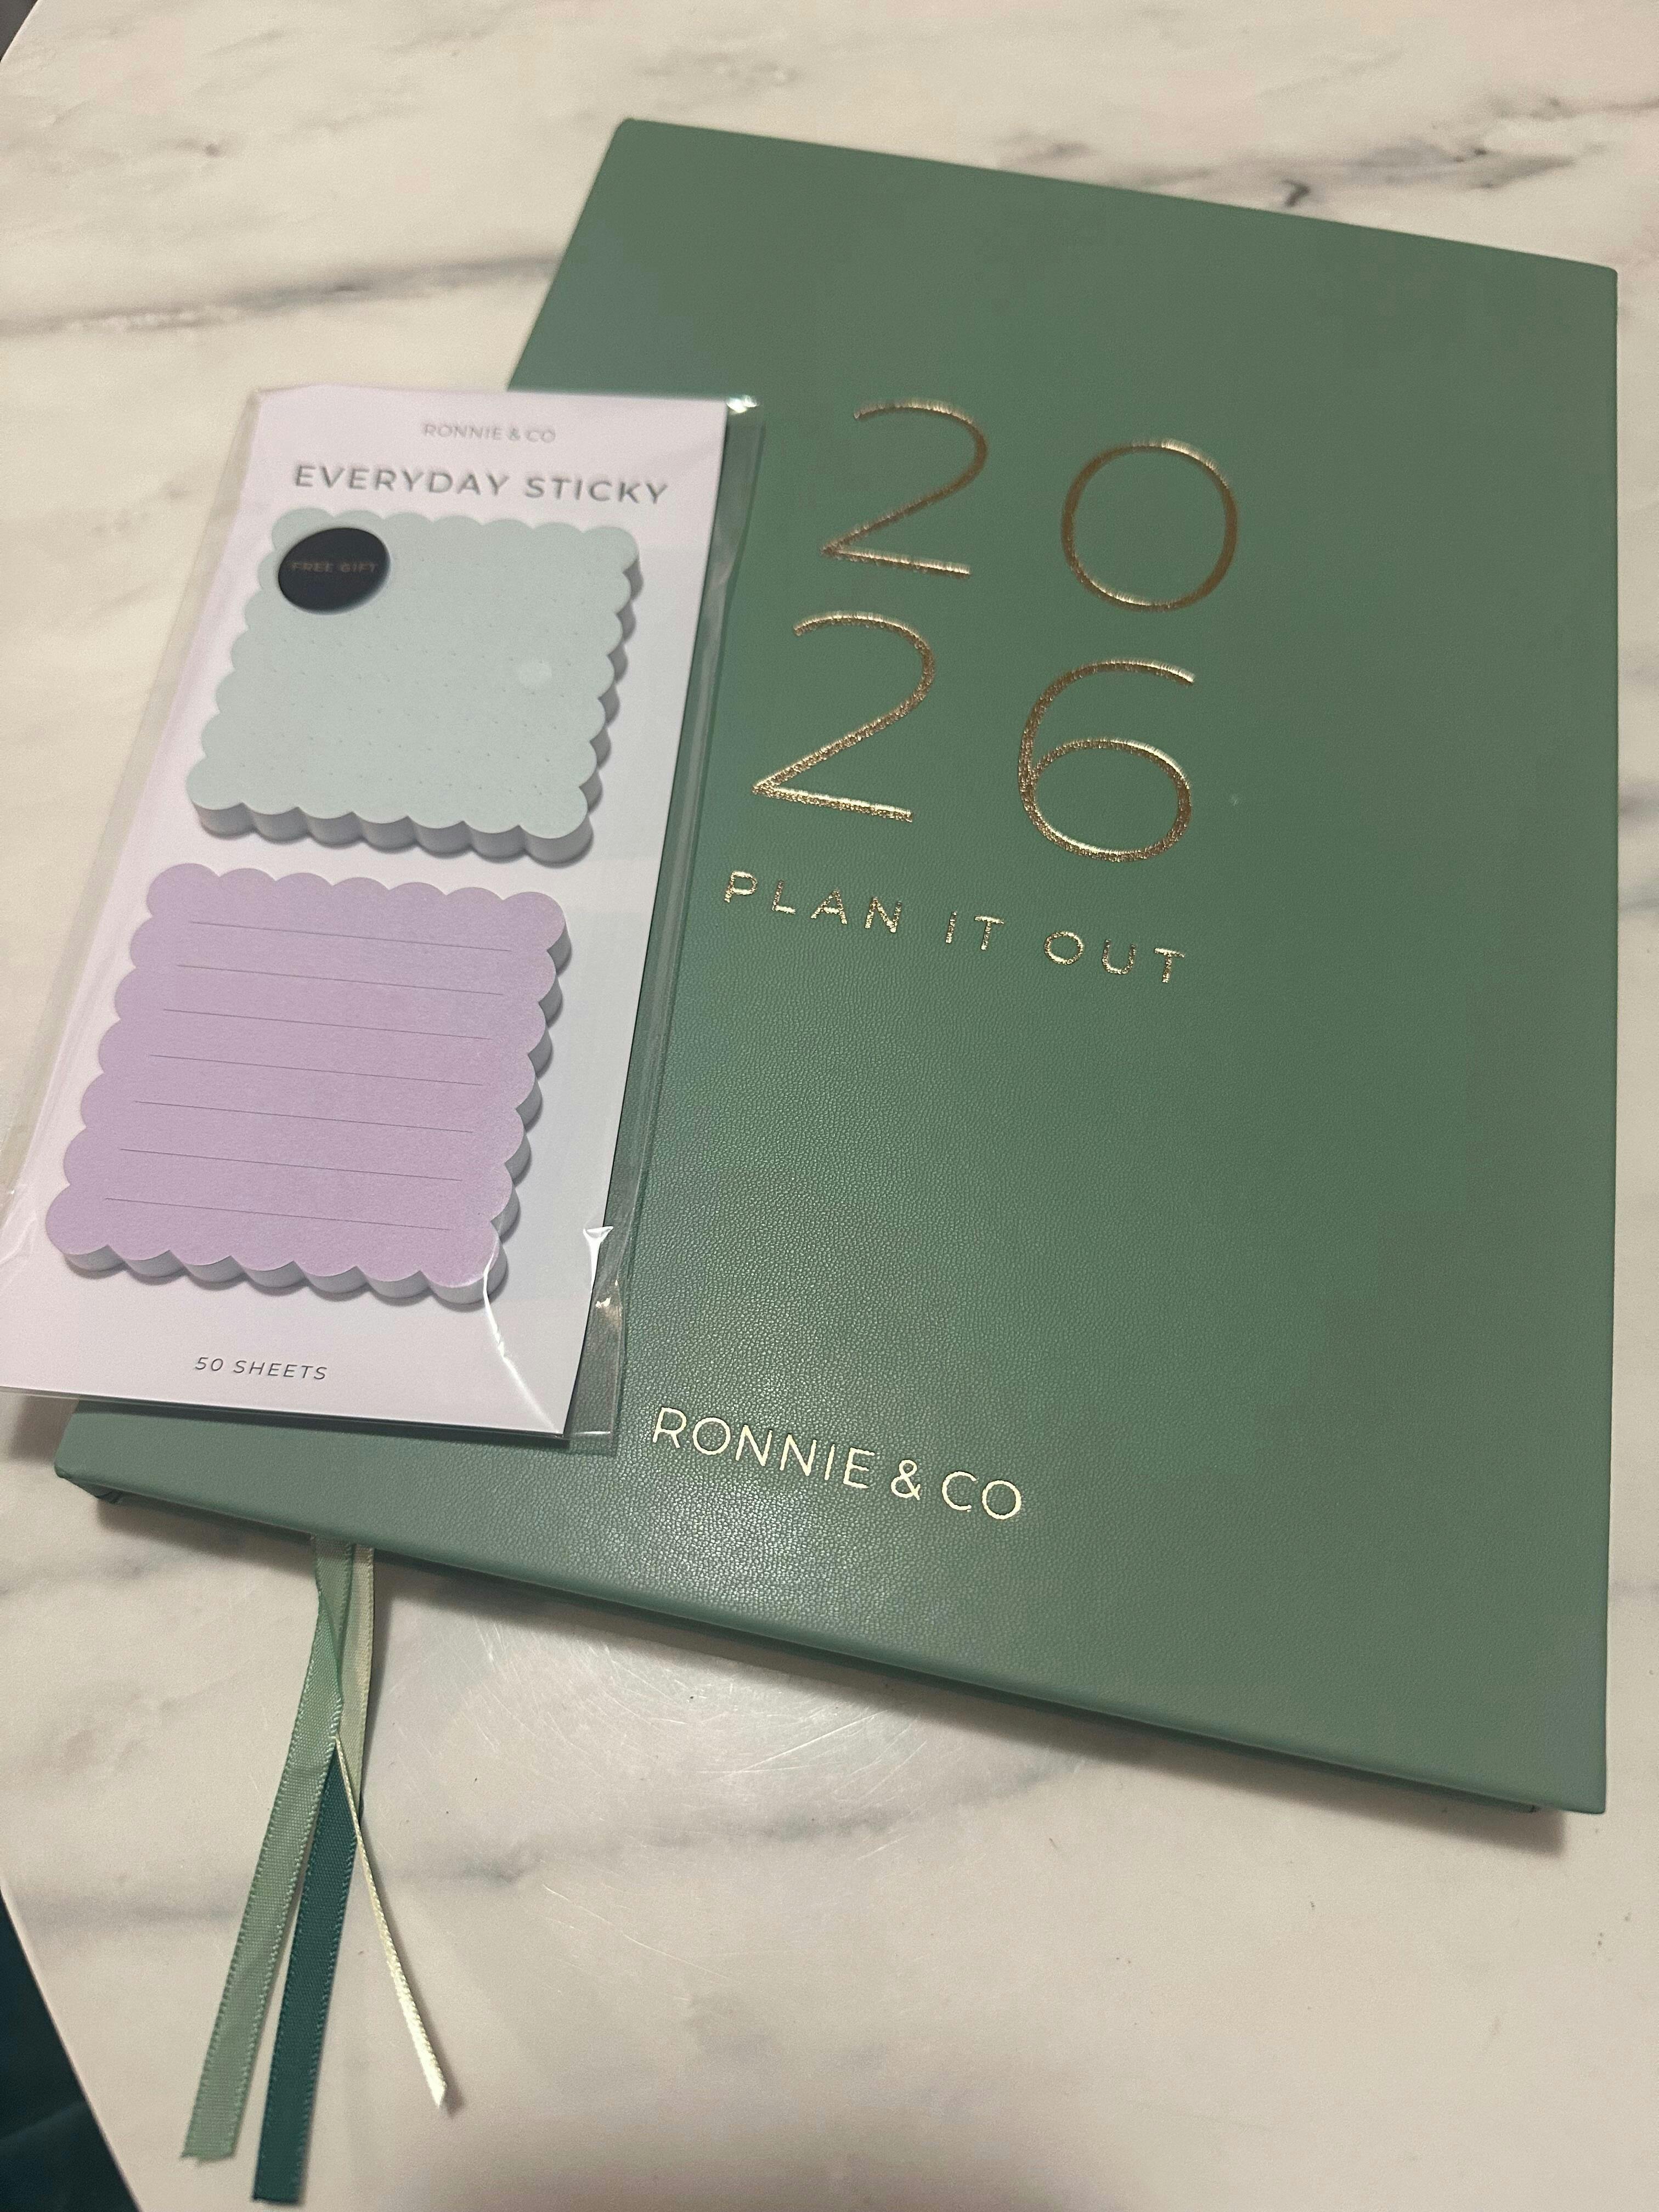 RONNIE & CO
EVERYDAY STICKY
FREE GIFT
50 SHEETS
20
26
PLAN IT OUT
RONNIE & CO